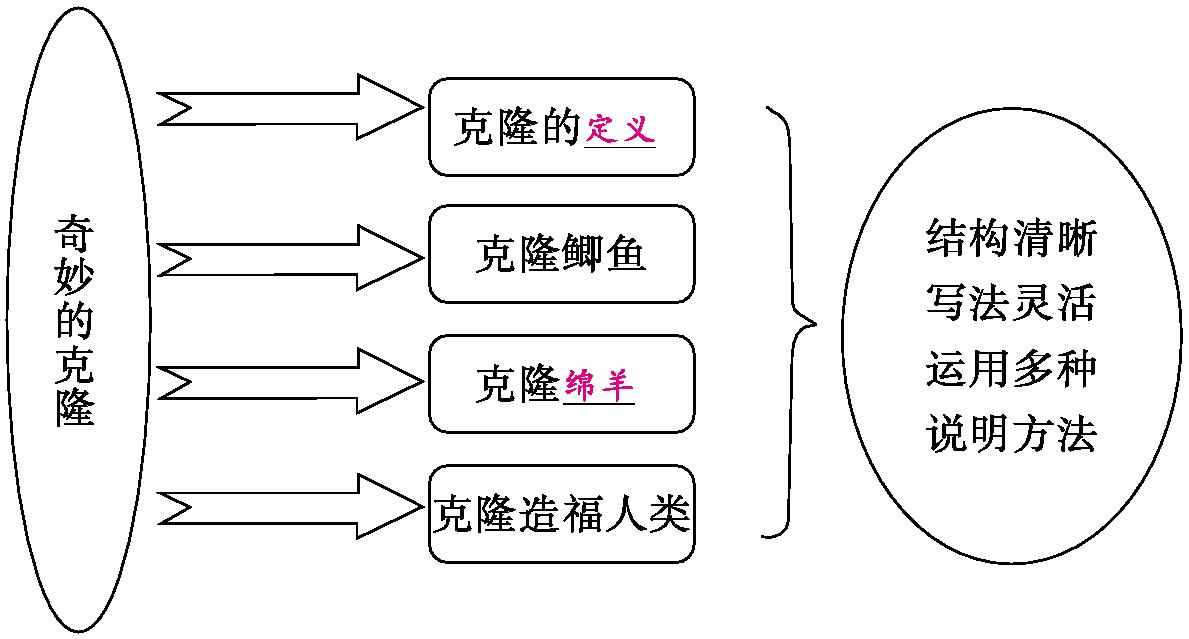 奇妙的克隆
克隆的定义
克隆鲫鱼
克隆绵羊
克隆造福人类
结构清晰
写法灵活
运用多种
说明方法